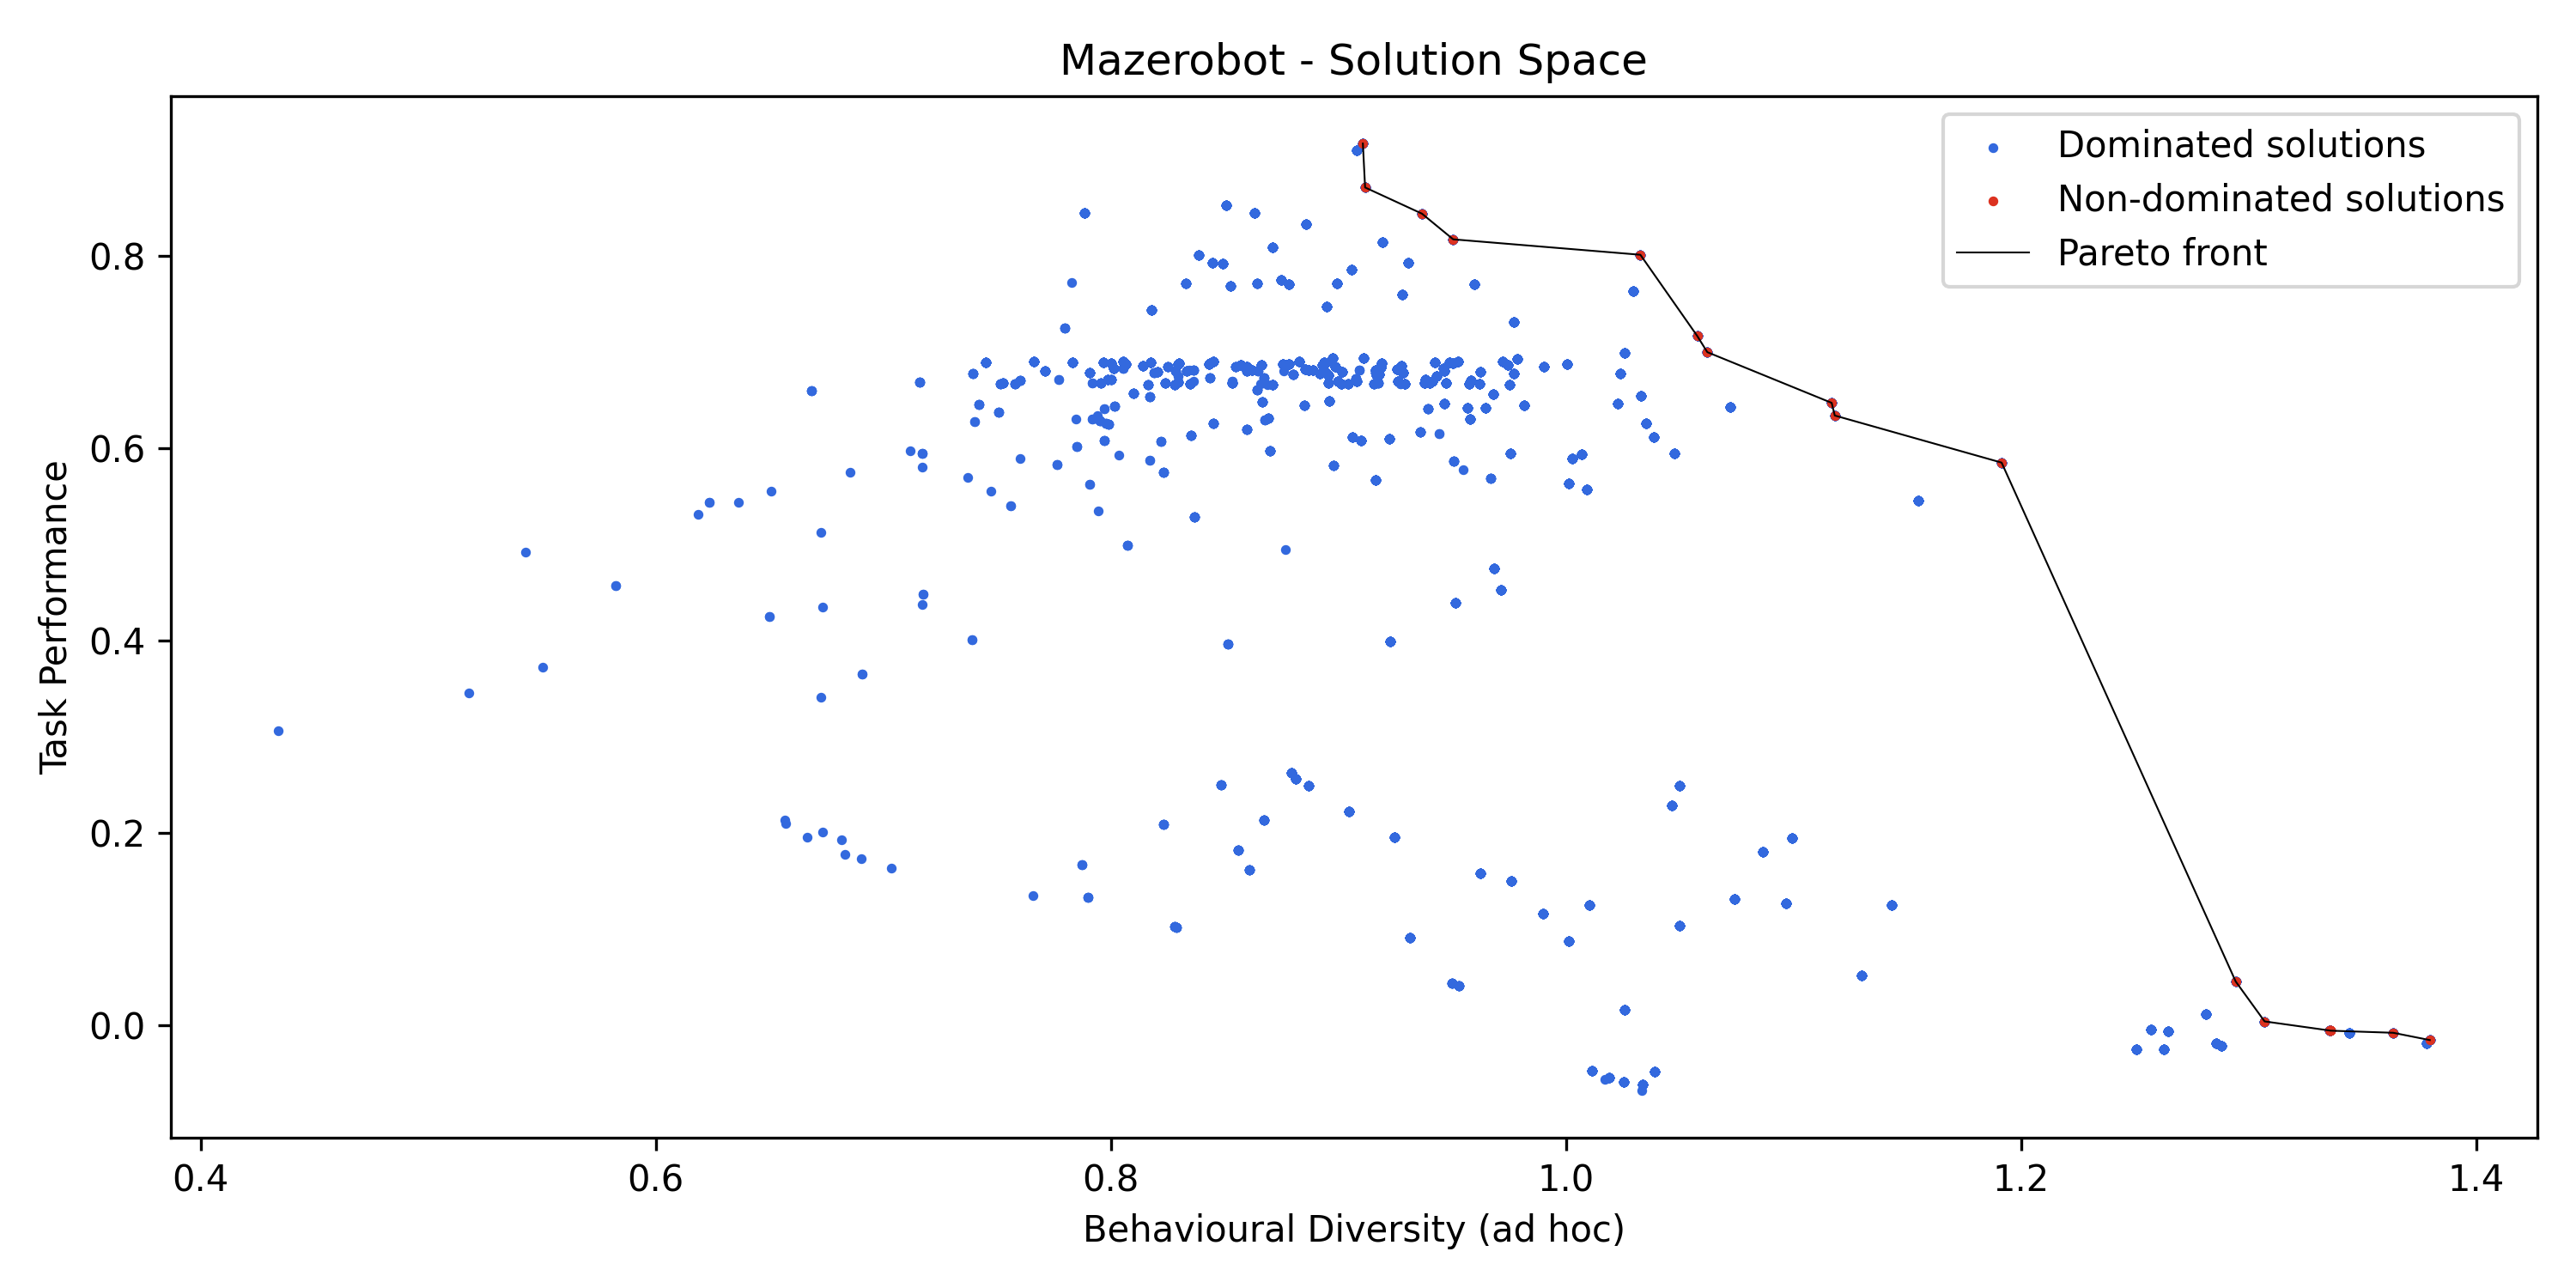 Mazerobot - Solution Space
Dominated solutions
Non-dominated solutions
Pareto front
Task Performance
0.8
0.6
0.4
0.2
0.0
0.4
0.6
0.8
1.0
1.2
1.4
Behavioural Diversity (ad hoc)